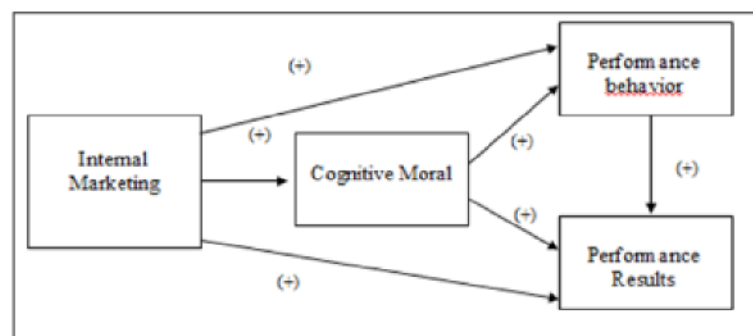 (+)
Performance
behavior
(+)
Internal
Marketing
Cognitive Moral
(+)
(+)
(+)
Performance
Results
(+)